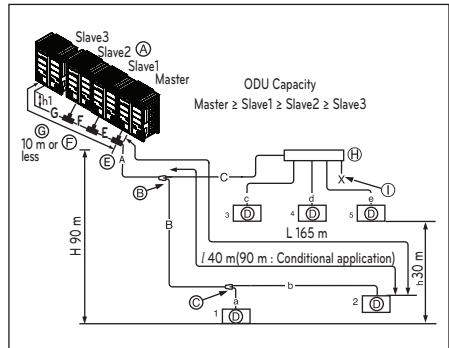 Slave3
Slave2 Ⓐ
Slave1
Master
ODU Capacity
Master ≥ Slave1 ≥ Slave2 ≥ Slave3
h1
G F E
Ⓖ
10 m or Ⓕ
less
Ⓔ
A
Ⓑ
C
Ⓗ
X
Ⓘ
c d e
3 Ⓓ 4 Ⓓ 5 Ⓓ
L 165 m
H 90 m
B
l 40 m(90 m : Conditional application)
h 30 m
Ⓒ
a
b
1 Ⓓ
2 Ⓓ